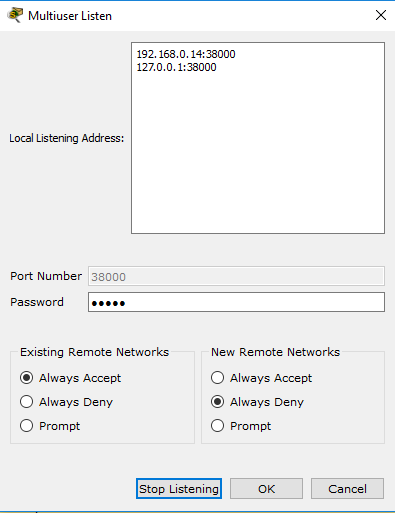 Multiuser Listen
192.168.0.14:38000
127.0.0.1:38000
Local Listening Address:
Port Number 38000
Password •••••
Existing Remote Networks New Remote Networks
Always Accept Always Accept
Always Deny Always Deny
Prompt Prompt
Stop Listening OK Cancel